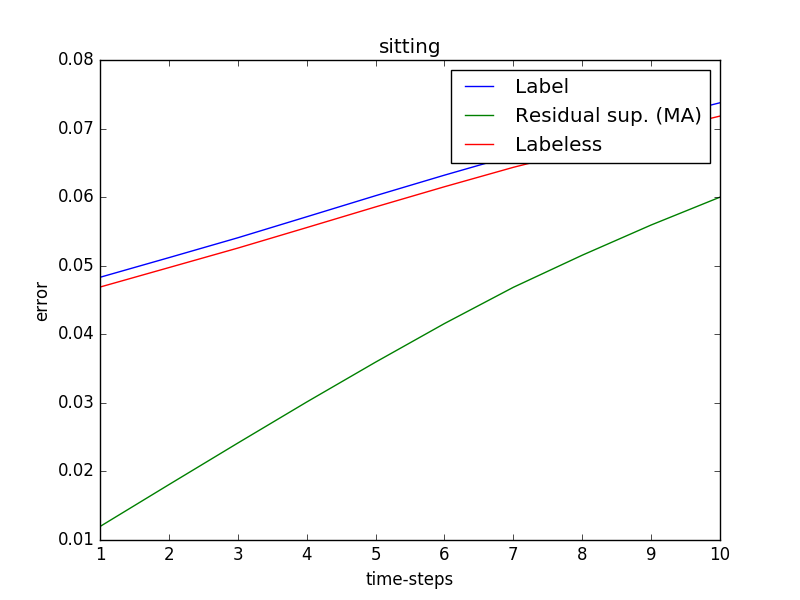 sitting
0.08
0.07
0.06
0.05
0.04
0.03
0.02
0.01
error
Label
Residual sup. (MA)
Labeless
1 2 3 4 5 6 7 8 9 10
time-steps